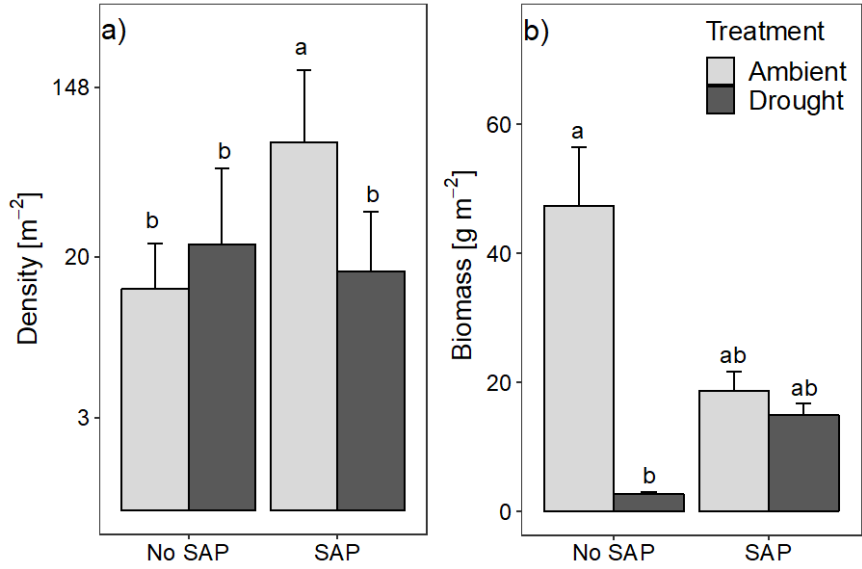 a)
Density [m⁻²]
148
20
3
b
b
a
b
No SAP
SAP
b)
Treatment
Ambient
Drought
Biomass [g m⁻²]
60
40
20
0
a
b
ab
ab
No SAP
SAP